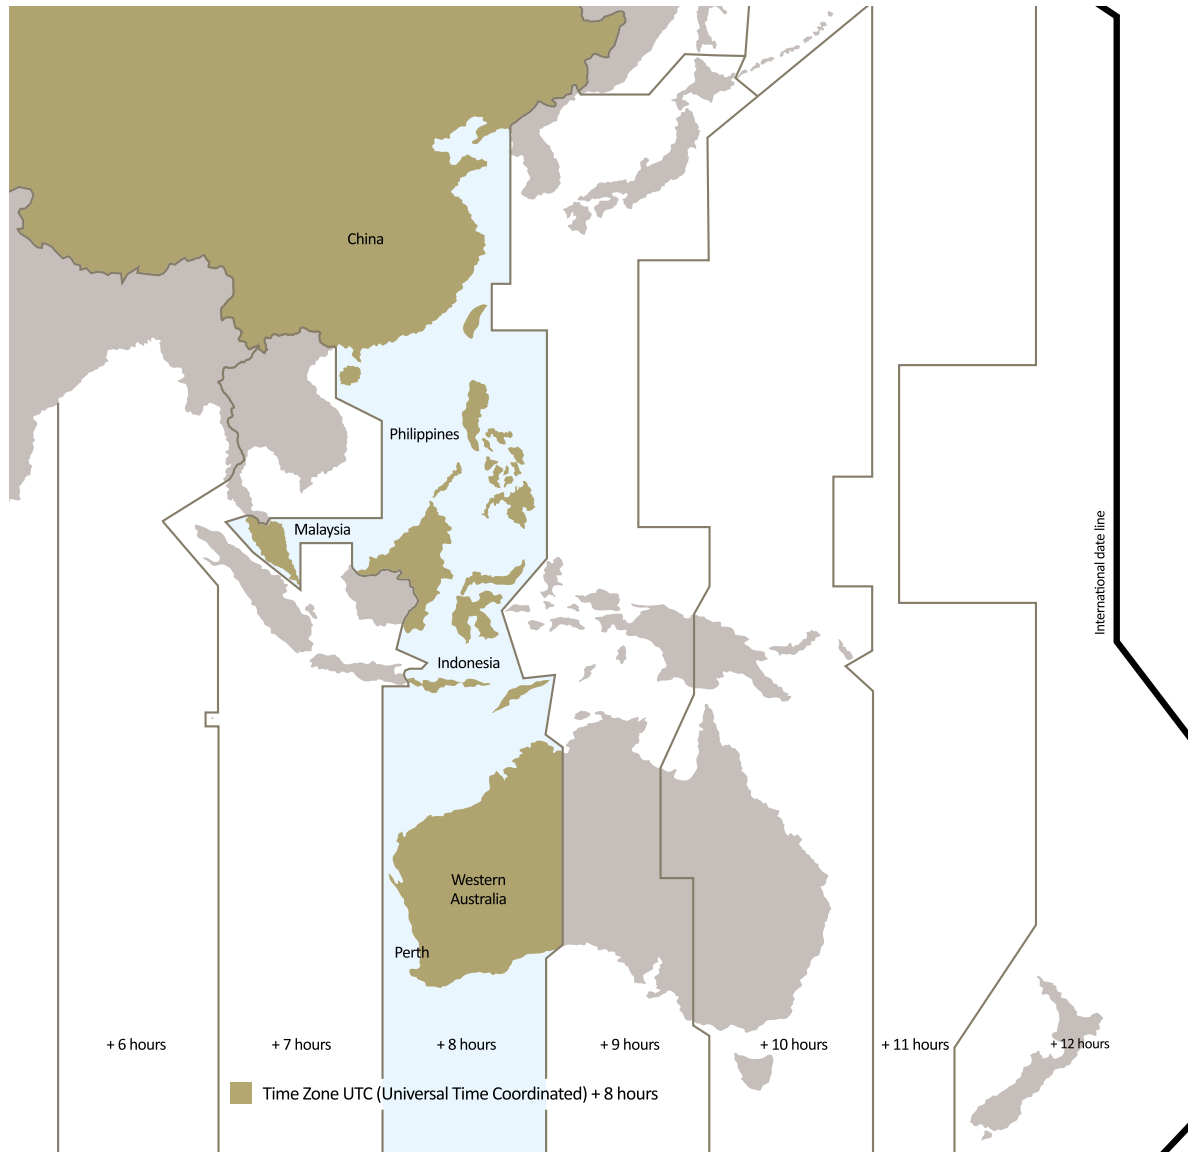 China
Philippines
Malaysia
International date line
Indonesia
Western
Australia
Perth
+ 6 hours
+ 7 hours
+ 8 hours
+ 9 hours
+ 10 hours
+ 11 hours
+ 12 hours
Time Zone UTC (Universal Time Coordinated) + 8 hours